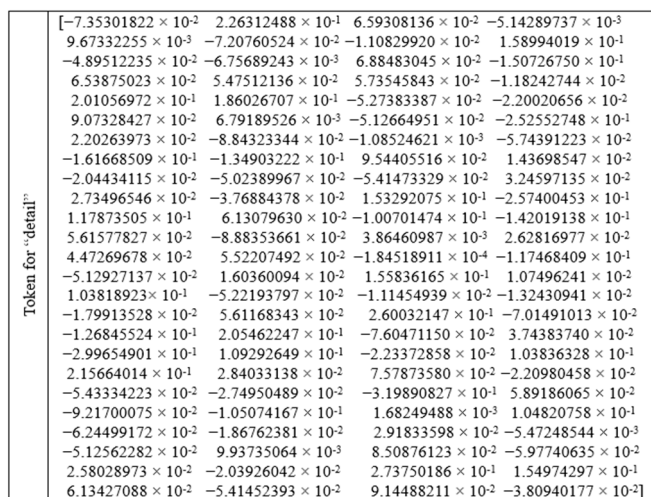 Token for “detail”
[−7.35301822 × 10⁻² 2.26312488 × 10⁻¹ 6.59308136 × 10⁻² −5.14289737 × 10⁻³
9.67332255 × 10⁻³ −7.20760524 × 10⁻² −1.10829920 × 10⁻² 1.58994019 × 10⁻¹
−4.89512235 × 10⁻² −6.75689243 × 10⁻³ 6.88483045 × 10⁻² −1.50726750 × 10⁻¹
6.53875023 × 10⁻² 5.47512136 × 10⁻² 5.73545843 × 10⁻² −1.18242744 × 10⁻²
2.01056972 × 10⁻¹ 1.86026707 × 10⁻¹ −5.27383387 × 10⁻² −2.20020656 × 10⁻²
9.07328427 × 10⁻² 6.79189526 × 10⁻³ −5.12664951 × 10⁻² −2.52552748 × 10⁻¹
2.20263973 × 10⁻² −8.84323344 × 10⁻² −1.08524621 × 10⁻³ −5.74391223 × 10⁻²
−1.61668509 × 10⁻¹ −1.34903222 × 10⁻¹ 9.54405516 × 10⁻² 1.43698547 × 10⁻²
−2.04434115 × 10⁻² −5.02389967 × 10⁻² −5.41473329 × 10⁻² 3.24597135 × 10⁻²
2.73496546 × 10⁻² −3.76884378 × 10⁻² 1.53292075 × 10⁻¹ −2.57400453 × 10⁻¹
1.17873505 × 10⁻¹ 6.13079630 × 10⁻² −1.00701474 × 10⁻¹ −1.42019138 × 10⁻¹
5.61577827 × 10⁻² −8.88353661 × 10⁻² 3.86460987 × 10⁻³ 2.62816977 × 10⁻²
4.47269678 × 10⁻² 5.52207492 × 10⁻² −1.84518911 × 10⁻⁴ −1.17468409 × 10⁻¹
−5.12927137 × 10⁻² 1.60360094 × 10⁻² 1.55836165 × 10⁻¹ 1.07496241 × 10⁻²
1.03818923× 10⁻¹ −5.22193797 × 10⁻² −1.11454939 × 10⁻² −1.32430941 × 10⁻²
−1.79913528 × 10⁻² 5.61168343 × 10⁻² 2.60032147 × 10⁻¹ −7.01491013 × 10⁻²
−1.26845524 × 10⁻¹ 2.05462247 × 10⁻¹ −7.60471150 × 10⁻² 3.74383740 × 10⁻²
−2.99654901 × 10⁻¹ 1.09292649 × 10⁻¹ −2.23372858 × 10⁻² 1.03836328 × 10⁻¹
2.15664014 × 10⁻¹ 2.84033138 × 10⁻² 7.57873580 × 10⁻² −2.20980458 × 10⁻²
−5.43334223 × 10⁻² −2.74950489 × 10⁻² −3.19890827 × 10⁻¹ 5.89186065 × 10⁻²
−9.21700075 × 10⁻² −1.05074167 × 10⁻¹ 1.68249488 × 10⁻³ 1.04820758 × 10⁻¹
−6.24499172 × 10⁻² −1.86762381 × 10⁻¹ 2.91833598 × 10⁻² −5.47248544 × 10⁻³
−5.12562282 × 10⁻² 9.93735064 × 10⁻³ 8.50876123 × 10⁻² −5.97740635 × 10⁻²
2.58028973 × 10⁻² −2.03926042 × 10⁻² 2.73750186 × 10⁻¹ 1.54974297 × 10⁻¹
6.13427088 × 10⁻² −5.41452393 × 10⁻² 9.14488211 × 10⁻² −3.80940177 × 10⁻²]